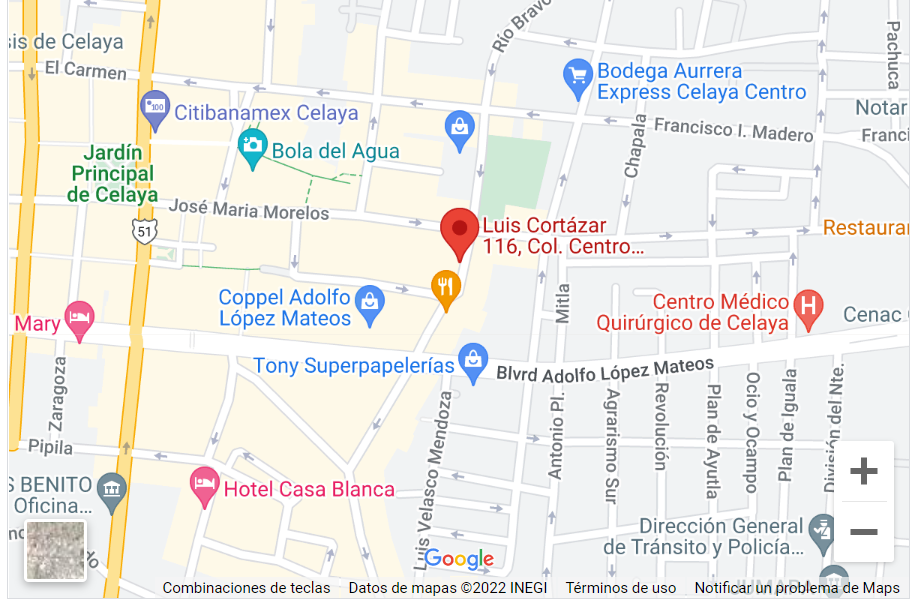 Río Bravo
Pachuca
sis de Celaya
El Carmen
Bodega Aurrera
Express Celaya Centro
100
Citibanamex Celaya
Notar
Francisco I. Madero
Franci
Chapala
Bola del Agua
Jardín
Principal
de Celaya
José Maria Morelos
51
Luis Cortázar
116, Col. Centro...
Restaurar
Coppel Adolfo
López Mateos
Mitla
Centro Médico
Quirúrgico de Celaya
H
Cenac
Mary
Tony Superpapelerías
Blvrd Adolfo López Mateos
Zaragoza
Luis Velasco Mendoza
Antonio Pl.
Agrarismo Sur
Revolución
Plan de Ayutla
Ocio y Ocampo
Plan de Iguala
División del Nte.
Pipila
S BENITO
Oficina...
Hotel Casa Blanca
Dirección General
de Tránsito y Policía...
Google
JUMAPA
Combinaciones de teclas
Datos de mapas ©2022 INEGI
Términos de uso
Notificar un problema de Maps